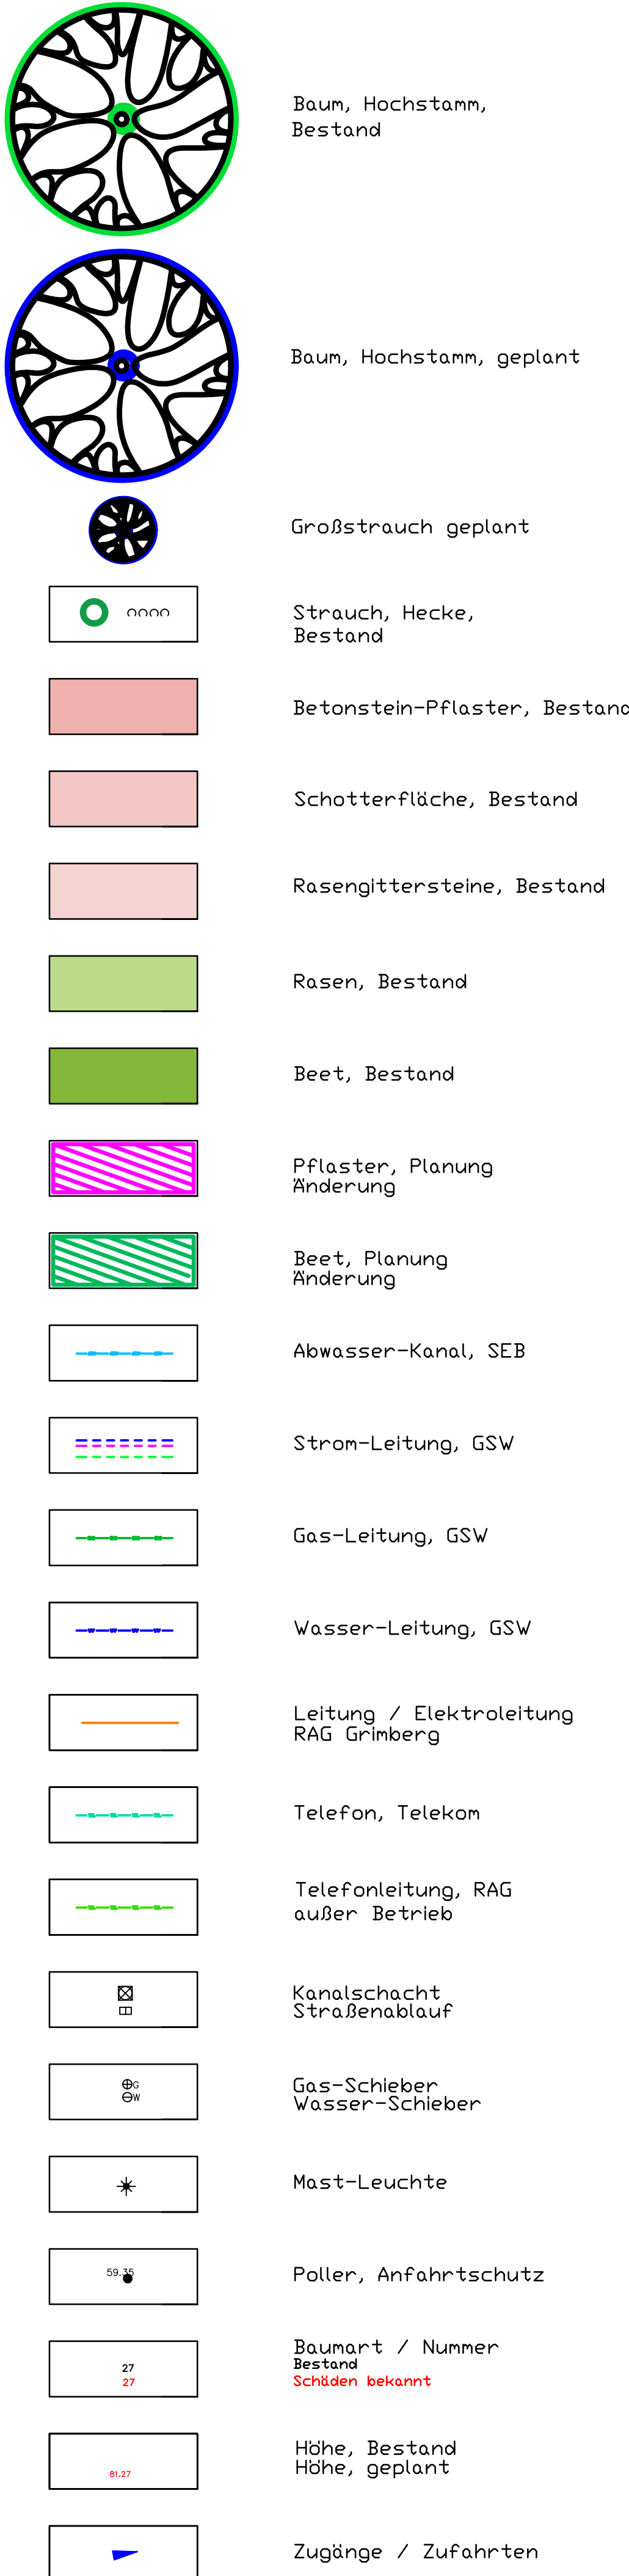 Baum, Hochstamm,
Bestand
Baum, Hochstamm, geplant
Großstrauch geplant
Strauch, Hecke,
Bestand
Betonstein-Pflaster, Bestand
Schotterfläche, Bestand
Rasengittersteine, Bestand
Rasen, Bestand
Beet, Bestand
Pflaster, Planung
Änderung
Beet, Planung
Änderung
Abwasser-Kanal, SEB
Strom-Leitung, GSW
Gas-Leitung, GSW
Wasser-Leitung, GSW
Leitung / Elektroleitung
RAG Grimberg
Telefon, Telekom
Telefonleitung, RAG
außer Betrieb
Kanalschacht
Straßenablauf
G Gas-Schieber
W Wasser-Schieber
Mast-Leuchte
59.35 Poller, Anfahrtschutz
Baumart / Nummer
27 Bestand
27 Schäden bekannt
Höhe, Bestand
Höhe, geplant
81.27
Zugänge / Zufahrten